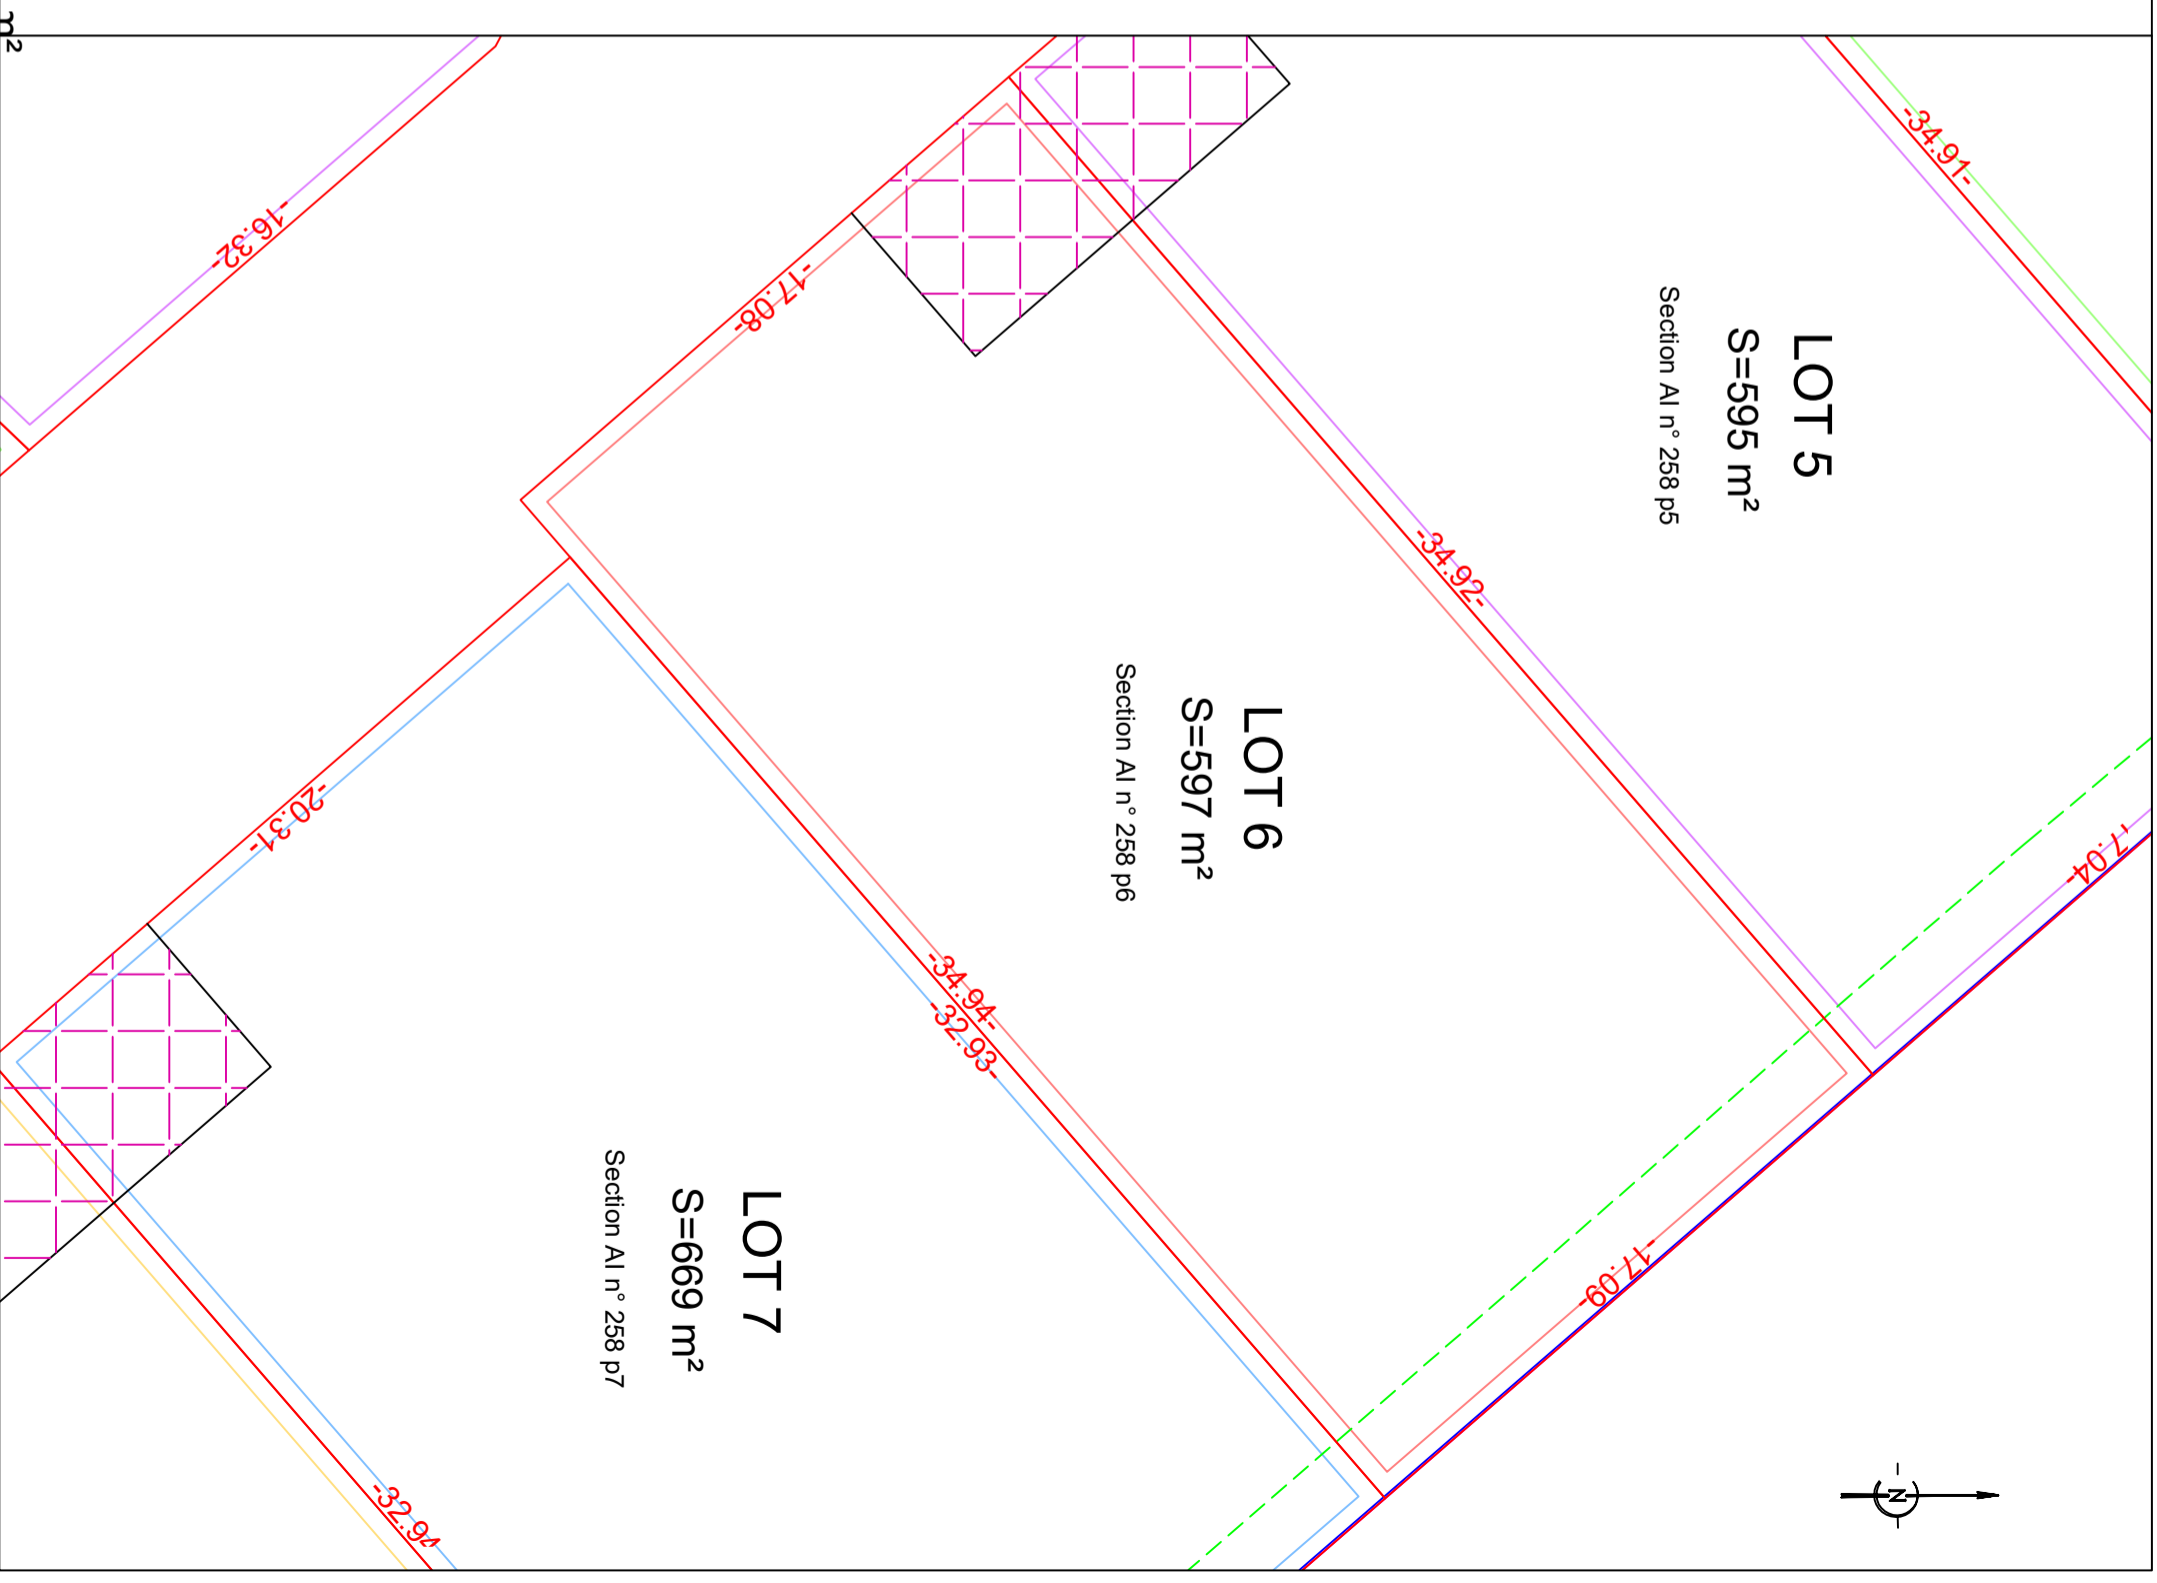 m²
-16.32-
-17.08-
-34.91-
LOT 5
S=595 m²
Section AI n° 258 p5
-34.92-
-17.04-
LOT 6
S=597 m²
Section AI n° 258 p6
-20.31-
-34.94-
-32.93-
-17.09-
LOT 7
S=669 m²
Section AI n° 258 p7
-32.94
N